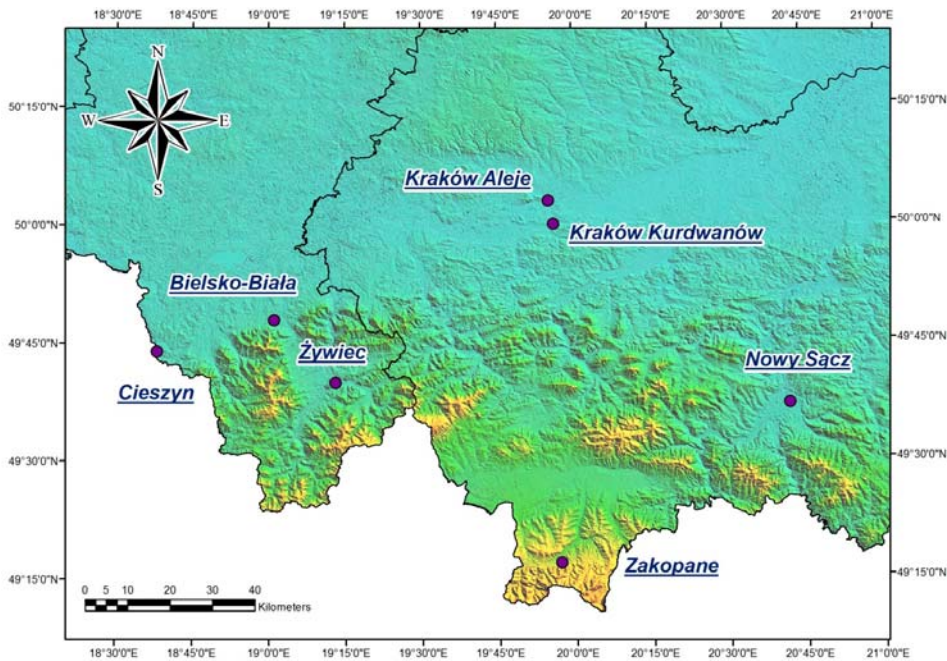 18°30'0"E 18°45'0"E 19°0'0"E 19°15'0"E 19°30'0"E 19°45'0"E 20°0'0"E 20°15'0"E 20°30'0"E 20°45'0"E 21°0'0"E
N
50°15'0"N
50°15'0"N
W
E
S
Kraków Aleje
50°0'0"N
50°0'0"N
Kraków Kurdwanów
Bielsko-Biała
49°45'0"N
49°45'0"N
Żywiec
Nowy Sącz
Cieszyn
49°30'0"N
49°30'0"N
49°15'0"N
49°15'0"N
Zakopane
0 5 10 20 30 40
Kilometers
18°30'0"E 18°45'0"E 19°0'0"E 19°15'0"E 19°30'0"E 19°45'0"E 20°0'0"E 20°15'0"E 20°30'0"E 20°45'0"E 21°0'0"E